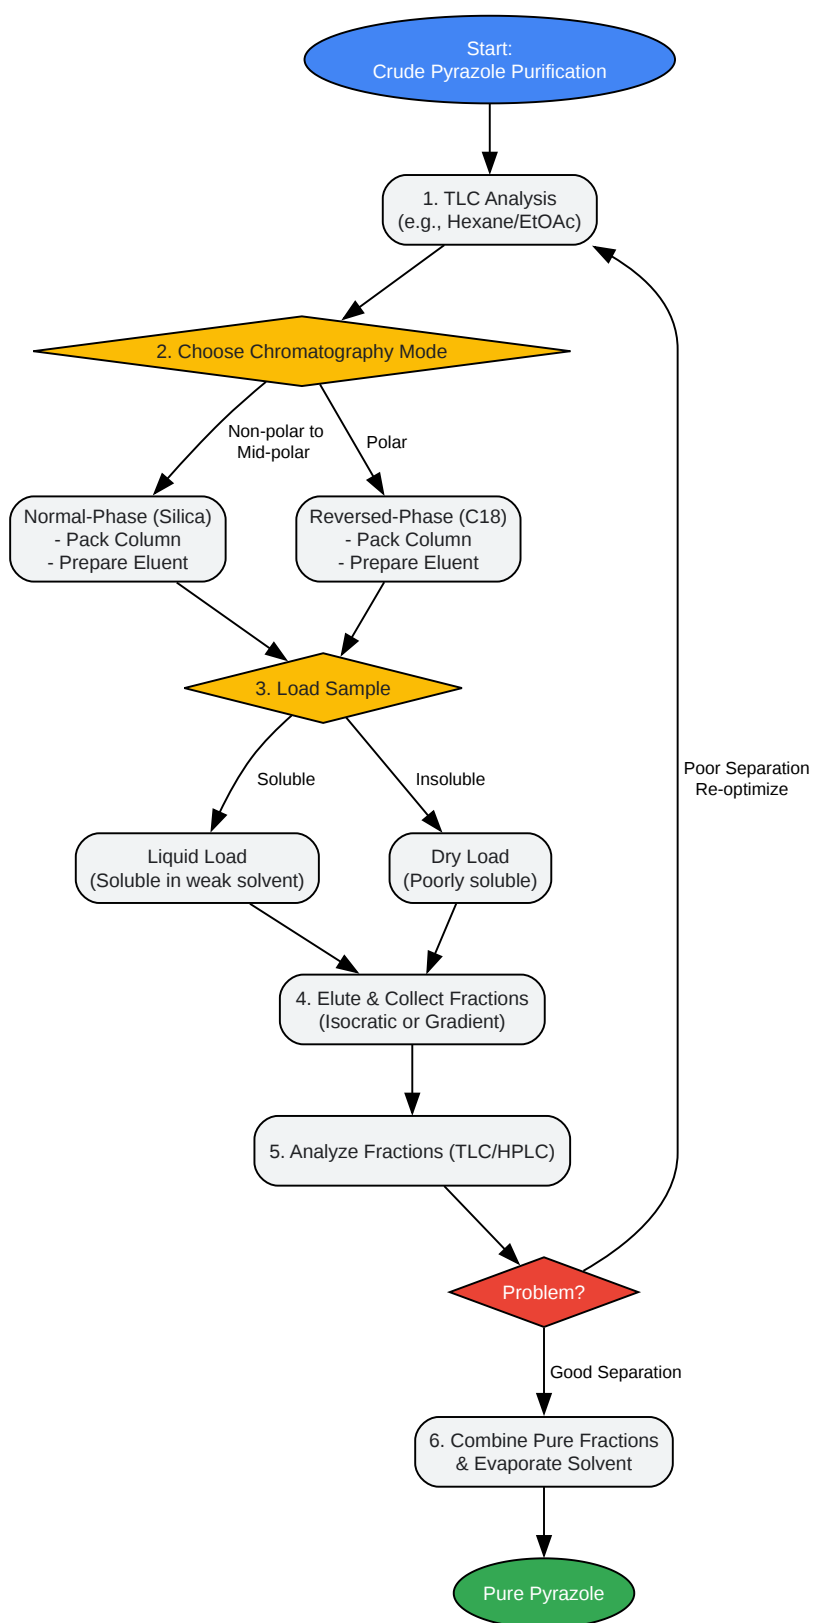 Start:
Crude Pyrazole Purification
1. TLC Analysis
(e.g., Hexane/EtOAc)
2. Choose Chromatography Mode
Non-polar to
Mid-polar
Polar
Normal-Phase (Silica)
- Pack Column
- Prepare Eluent
Reversed-Phase (C18)
- Pack Column
- Prepare Eluent
3. Load Sample
Soluble
Insoluble
Poor Separation
Re-optimize
Liquid Load
(Soluble in weak solvent)
Dry Load
(Poorly soluble)
4. Elute & Collect Fractions
(Isocratic or Gradient)
5. Analyze Fractions (TLC/HPLC)
Problem?
Good Separation
6. Combine Pure Fractions
& Evaporate Solvent
Pure Pyrazole